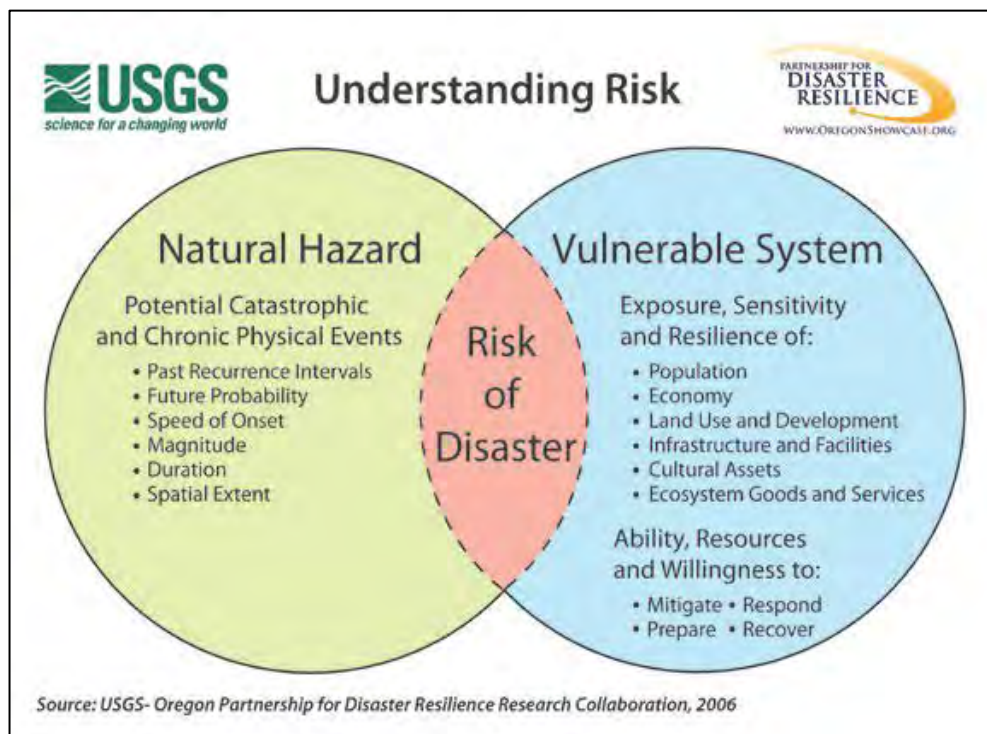 USGS
science for a changing world
Understanding Risk
PARTNERSHIP FOR
DISASTER
RESILIENCE
WWW.OREGONSHOWCASE.ORG
Natural Hazard
Potential Catastrophic
and Chronic Physical Events
• Past Recurrence Intervals
• Future Probability
• Speed of Onset
• Magnitude
• Duration
• Spatial Extent
Risk
of
Disaster
Vulnerable System
Exposure, Sensitivity
and Resilience of:
• Population
• Economy
• Land Use and Development
• Infrastructure and Facilities
• Cultural Assets
• Ecosystem Goods and Services
Ability, Resources
and Willingness to:
• Mitigate • Respond
• Prepare • Recover
Source: USGS- Oregon Partnership for Disaster Resilience Research Collaboration, 2006